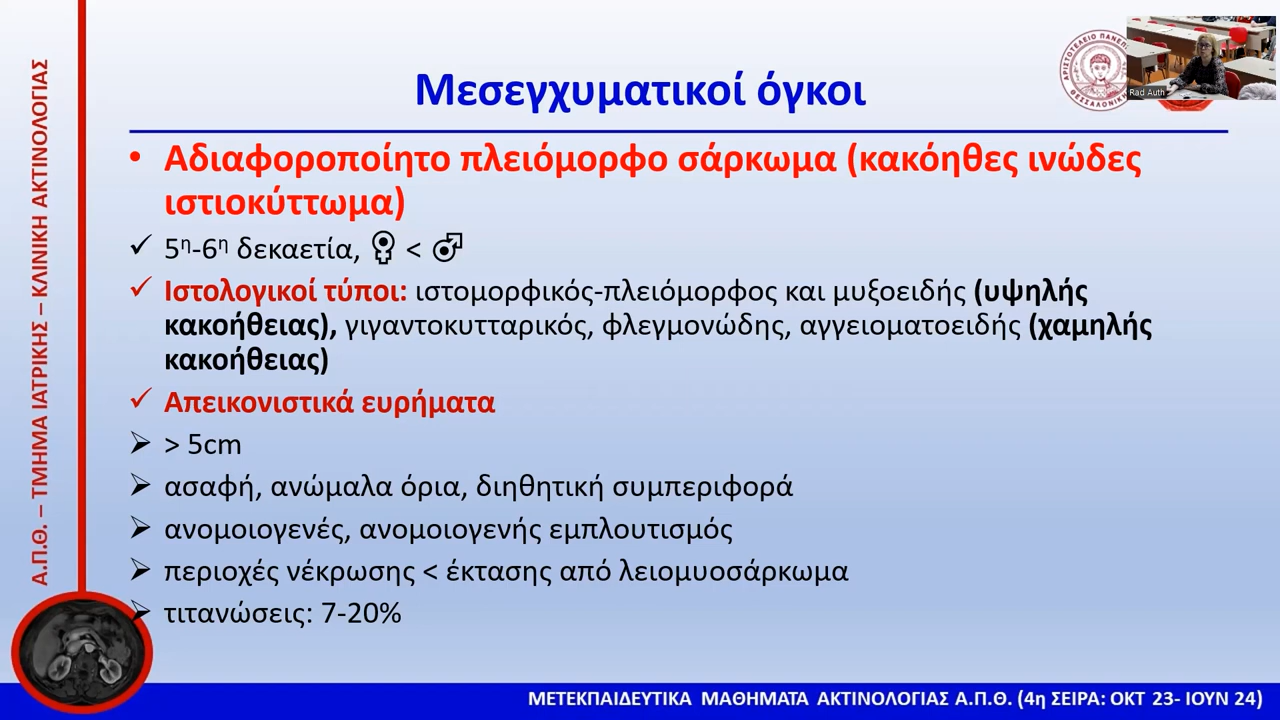 Μεσεγχυματικοί όγκοι
Rad Auth
• Αδιαφοροποίητο πλειόμορφο σάρκωμα (κακόηθες ινώδες
ιστιοκύττωμα)
✓ 5η-6η δεκαετία, ♀ < ♂
✓ Ιστολογικοί τύποι: ιστομορφικός-πλειόμορφος και μυξοειδής (υψηλής
κακοήθειας), γιγαντοκυτταρικός, φλεγμονώδης, αγγειοματοειδής (χαμηλής
κακοήθειας)
✓ Απεικονιστικά ευρήματα
➢ > 5cm
➢ ασαφή, ανώμαλα όρια, διηθητική συμπεριφορά
➢ ανομοιογενές, ανομοιογενής εμπλουτισμός
➢ περιοχές νέκρωσης < έκτασης από λειομυοσάρκωμα
➢ τιτανώσεις: 7-20%
Α.Π.Θ. – ΤΜΗΜΑ ΙΑΤΡΙΚΗΣ – ΚΛΙΝΙΚΗ ΑΚΤΙΝΟΛΟΓΙΑΣ
ΜΕΤΕΚΠΑΙΔΕΥΤΙΚΑ ΜΑΘΗΜΑΤΑ ΑΚΤΙΝΟΛΟΓΙΑΣ Α.Π.Θ. (4η ΣΕΙΡΑ: ΟΚΤ 23- ΙΟΥΝ 24)